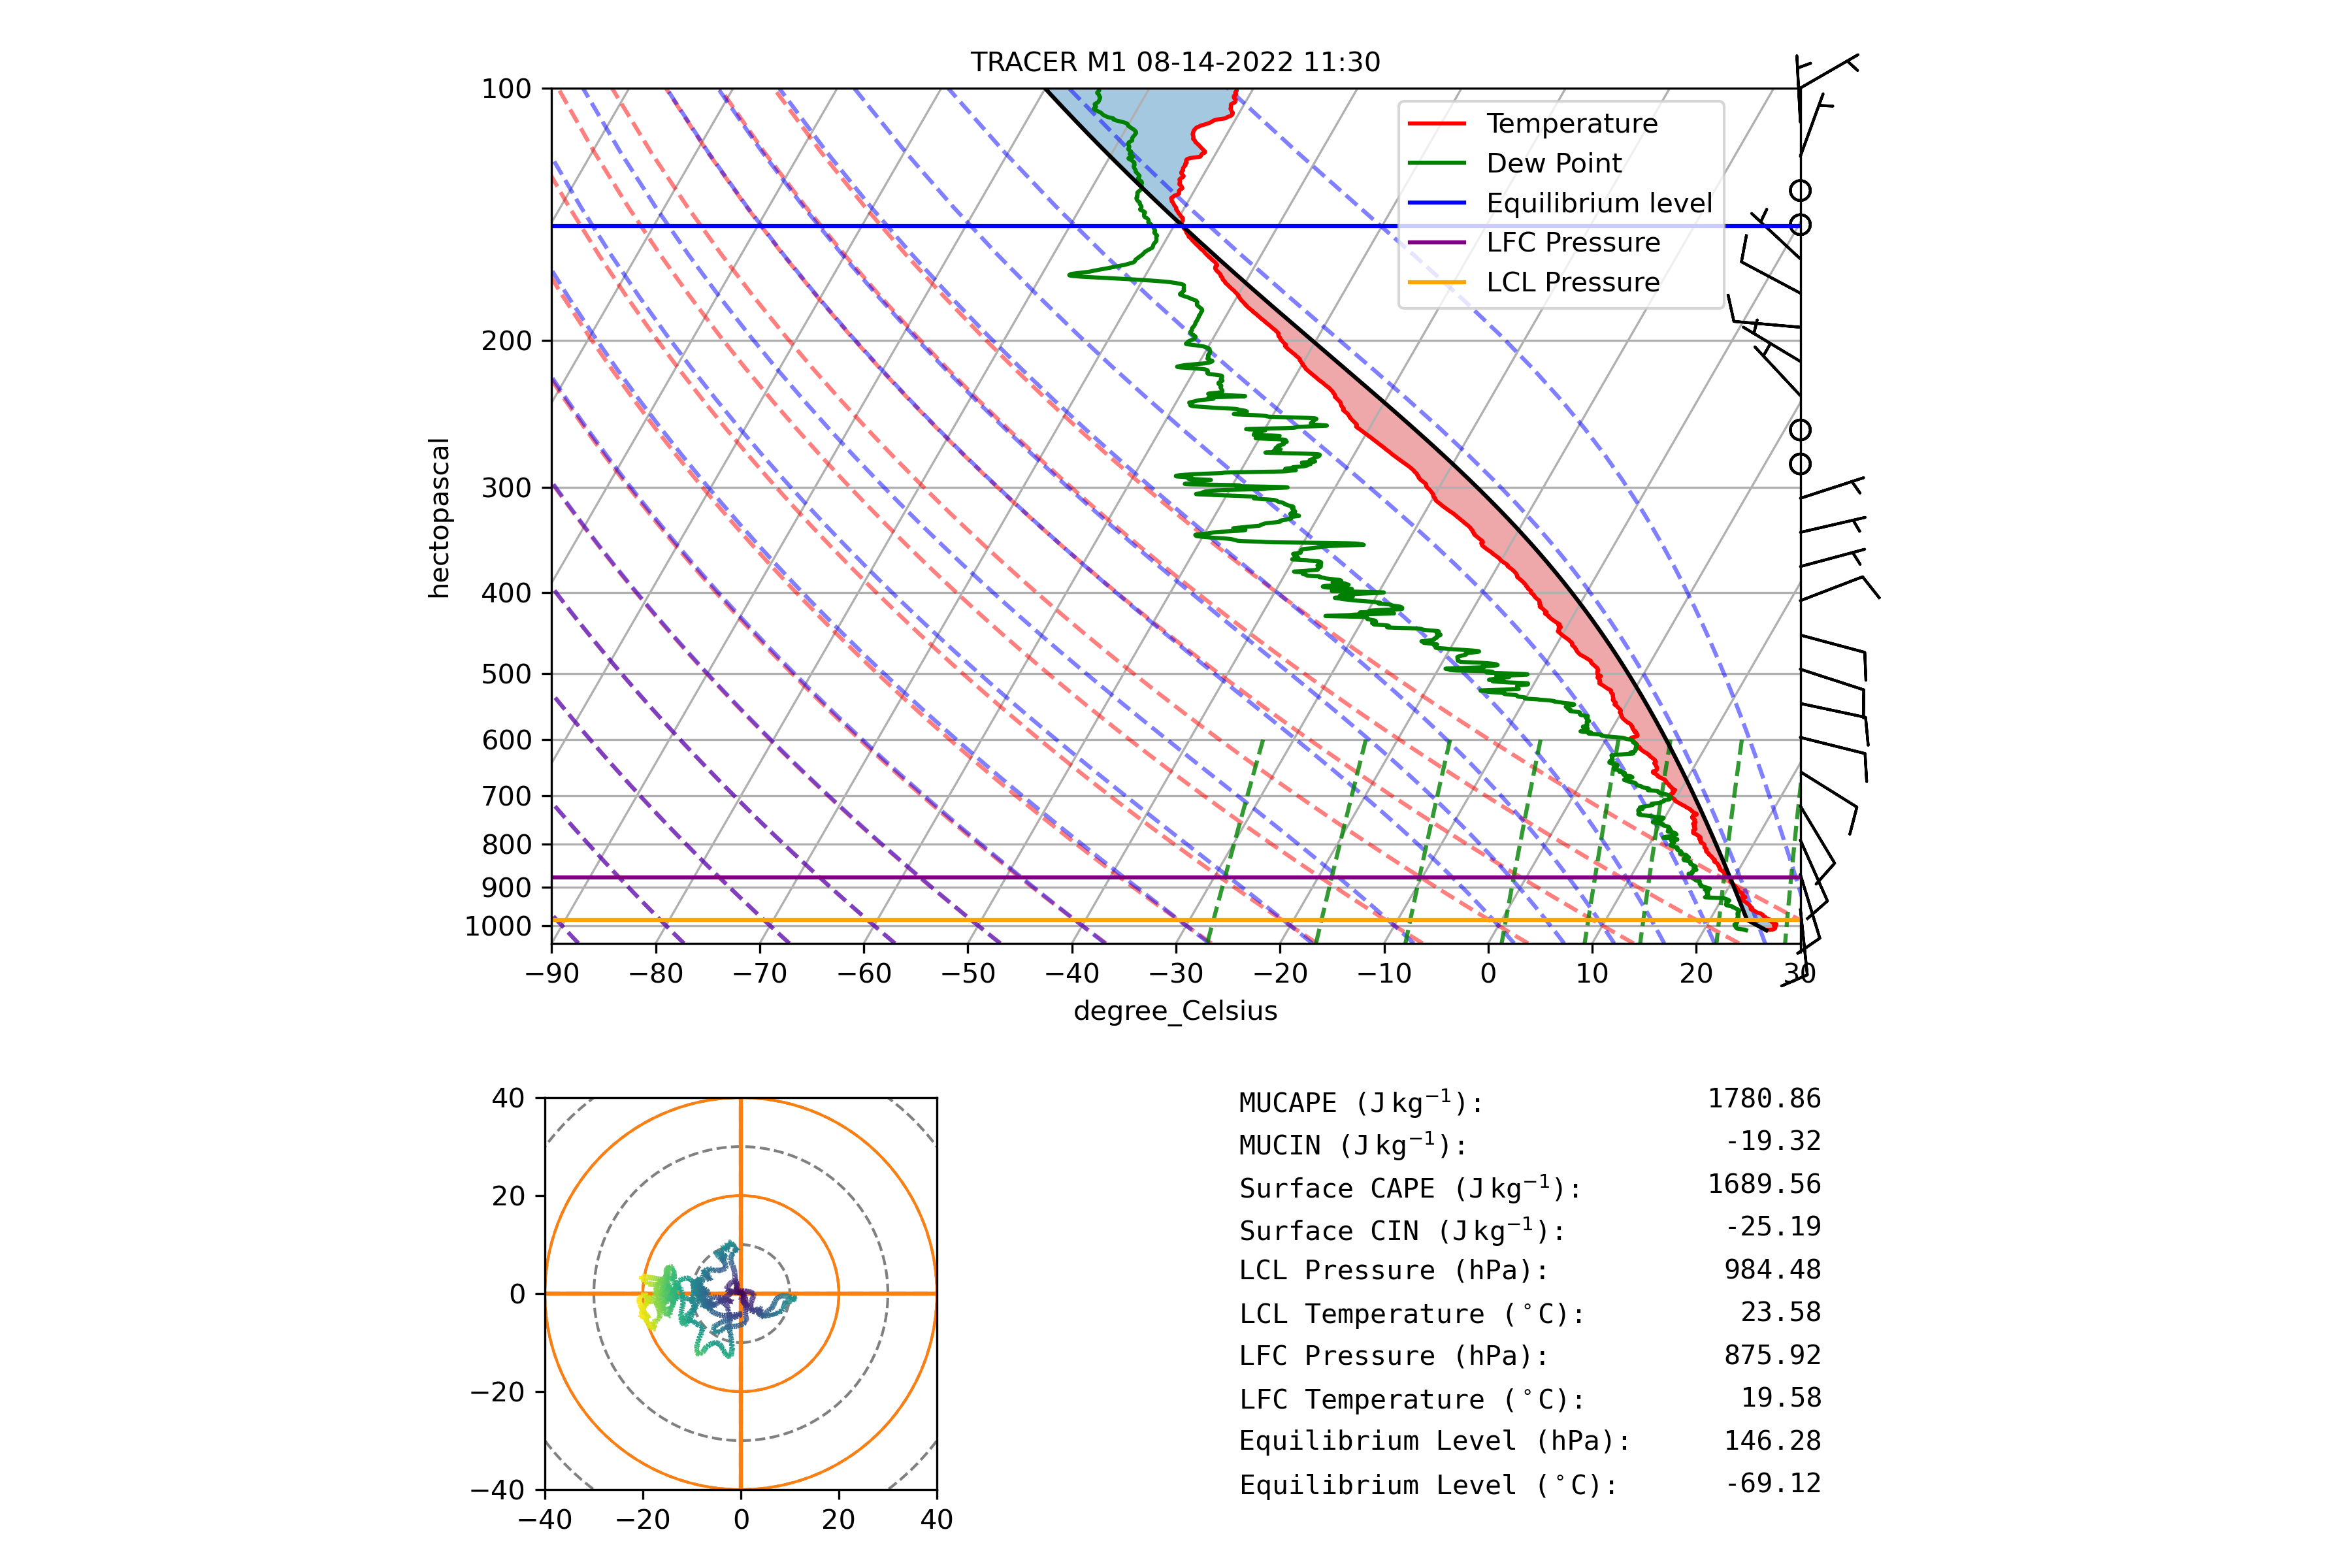 TRACER M1 08-14-2022 11:30
100
200
300
400
500
600
700
800
900
1000
hectopascal
Temperature
Dew Point
Equilibrium level
LFC Pressure
LCL Pressure
−90 −80 −70 −60 −50 −40 −30 −20 −10 0 10 20 30
degree_Celsius
40
20
0
−20
−40
−40 −20 0 20 40
MUCAPE (J kg⁻¹): 1780.86
MUCIN (J kg⁻¹): -19.32
Surface CAPE (J kg⁻¹): 1689.56
Surface CIN (J kg⁻¹): -25.19
LCL Pressure (hPa): 984.48
LCL Temperature (°C): 23.58
LFC Pressure (hPa): 875.92
LFC Temperature (°C): 19.58
Equilibrium Level (hPa): 146.28
Equilibrium Level (°C): -69.12